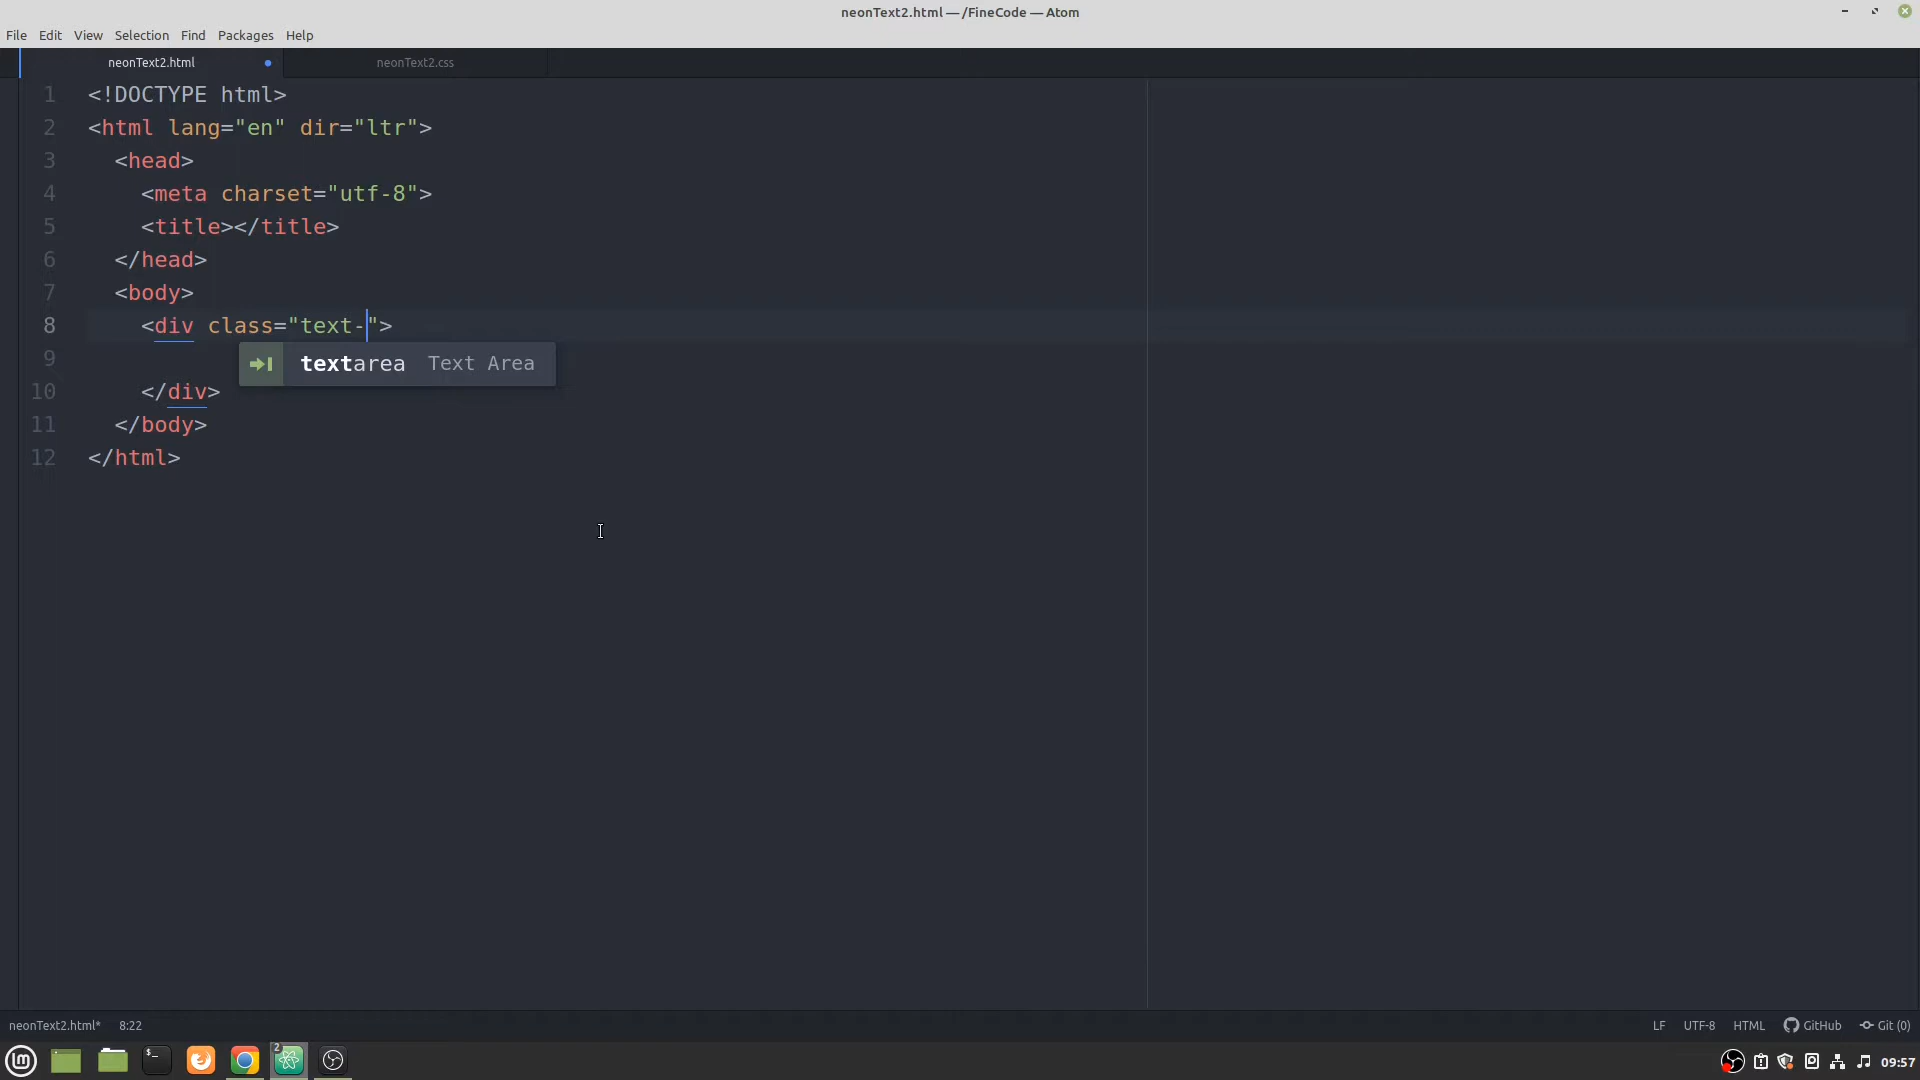 neonText2.html — /FineCode — Atom
File Edit View Selection Find Packages Help
neonText2.html neonText2.css
1 <!DOCTYPE html>
2 <html lang="en" dir="ltr">
3 <head>
4 <meta charset="utf-8">
5 <title></title>
6 </head>
7 <body>
8 <div class="text-">
9
textarea Text Area
10 </div>
11 </body>
12 </html>
neonText2.html* 8:22 LF UTF-8 HTML GitHub Git (0)
2
09:57